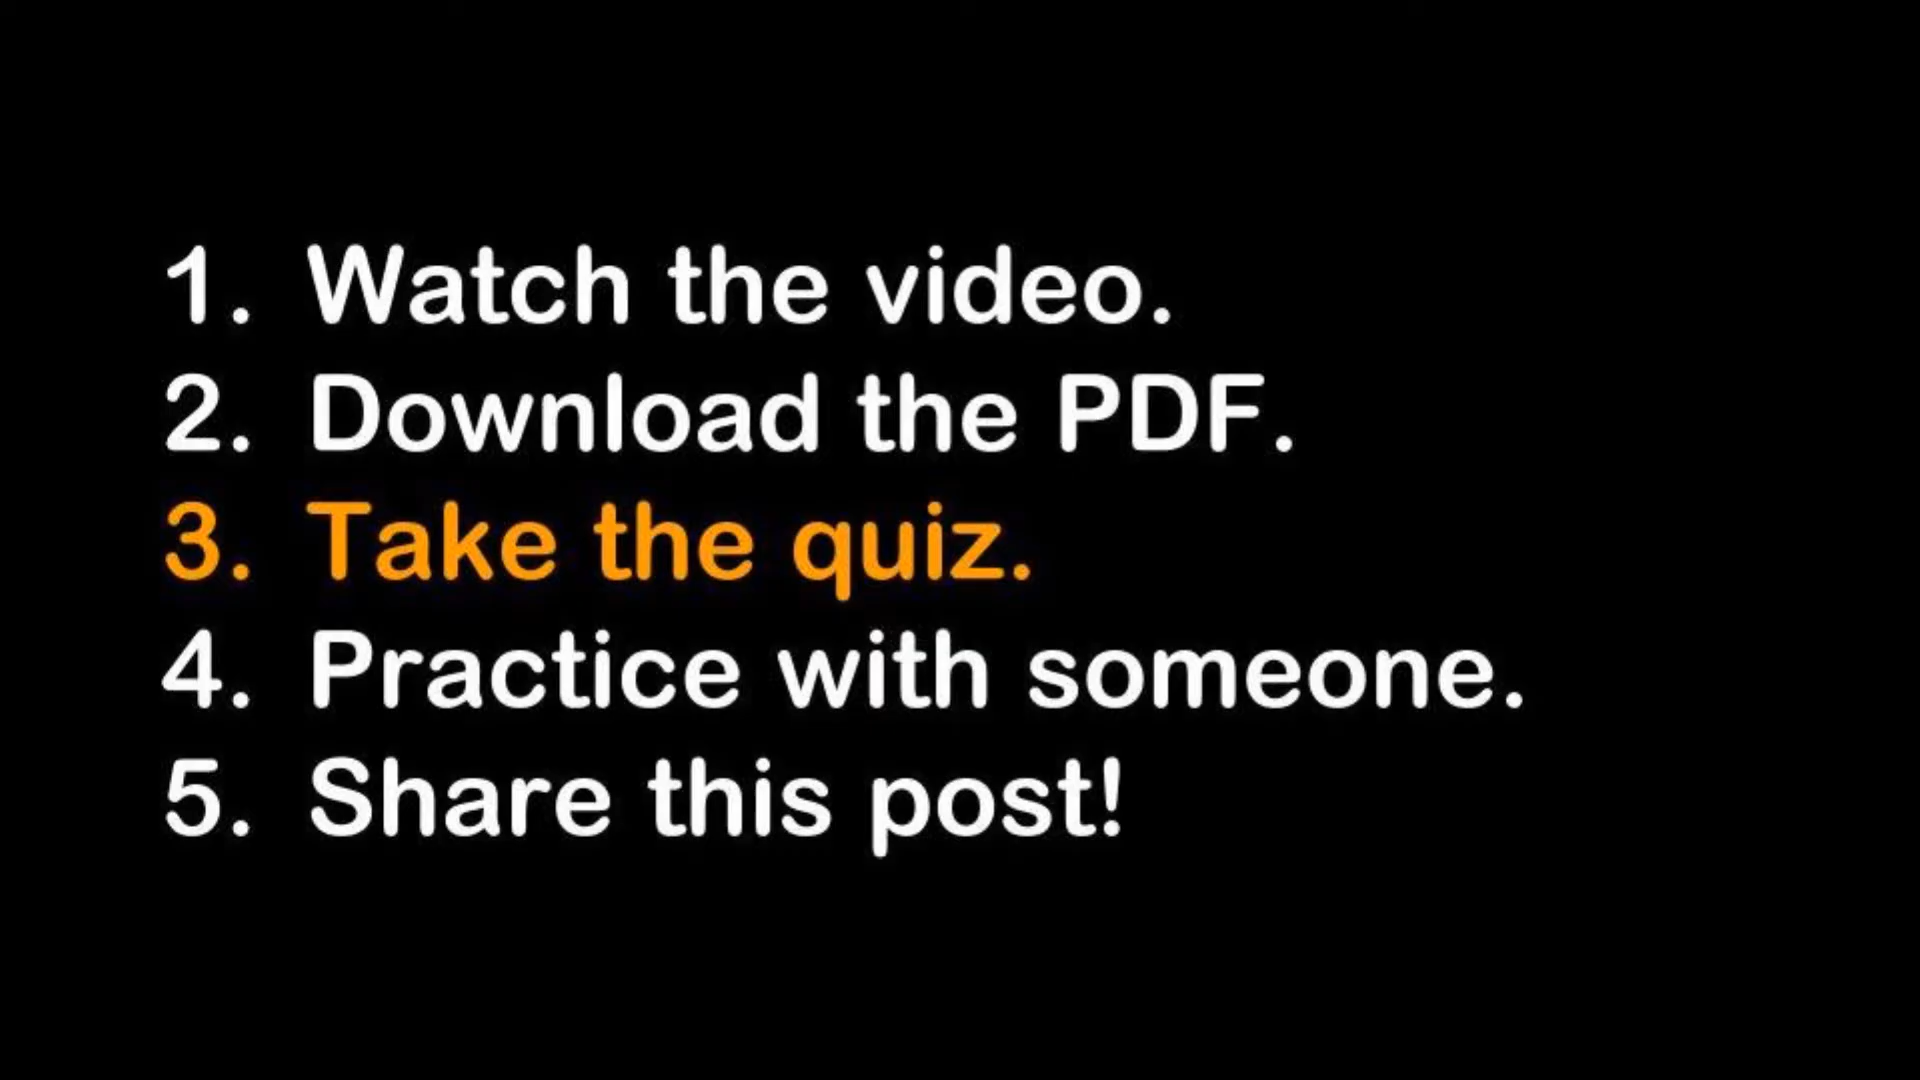 1. Watch the video.
2. Download the PDF.
3. Take the quiz.
4. Practice with someone.
5. Share this post!